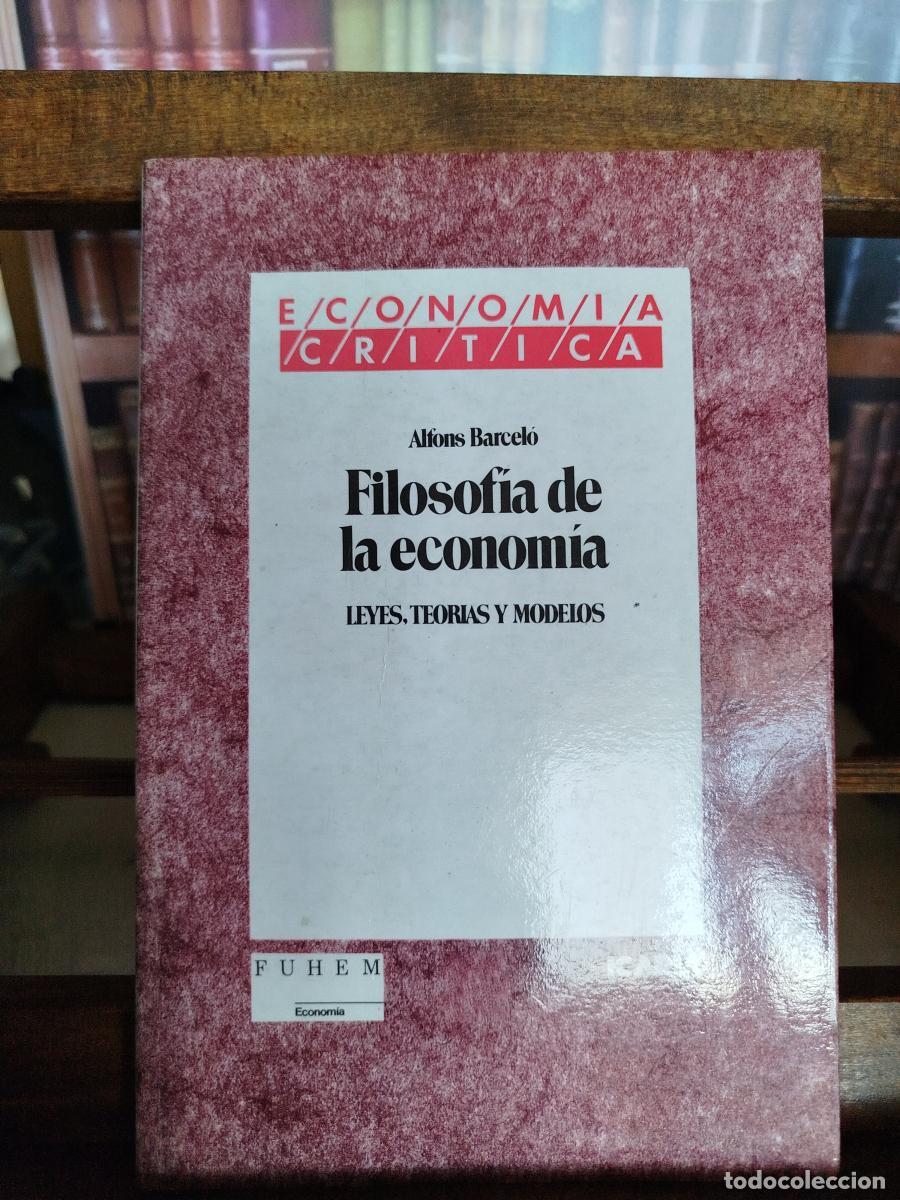 E/C/O/N/O/M/I/A
/C/R/I/T/I/C/A
Alfons Barceló
Filosofía de
la economía
LEYES, TEORIAS Y MODELOS
FUHEM
Economía
todocoleccion